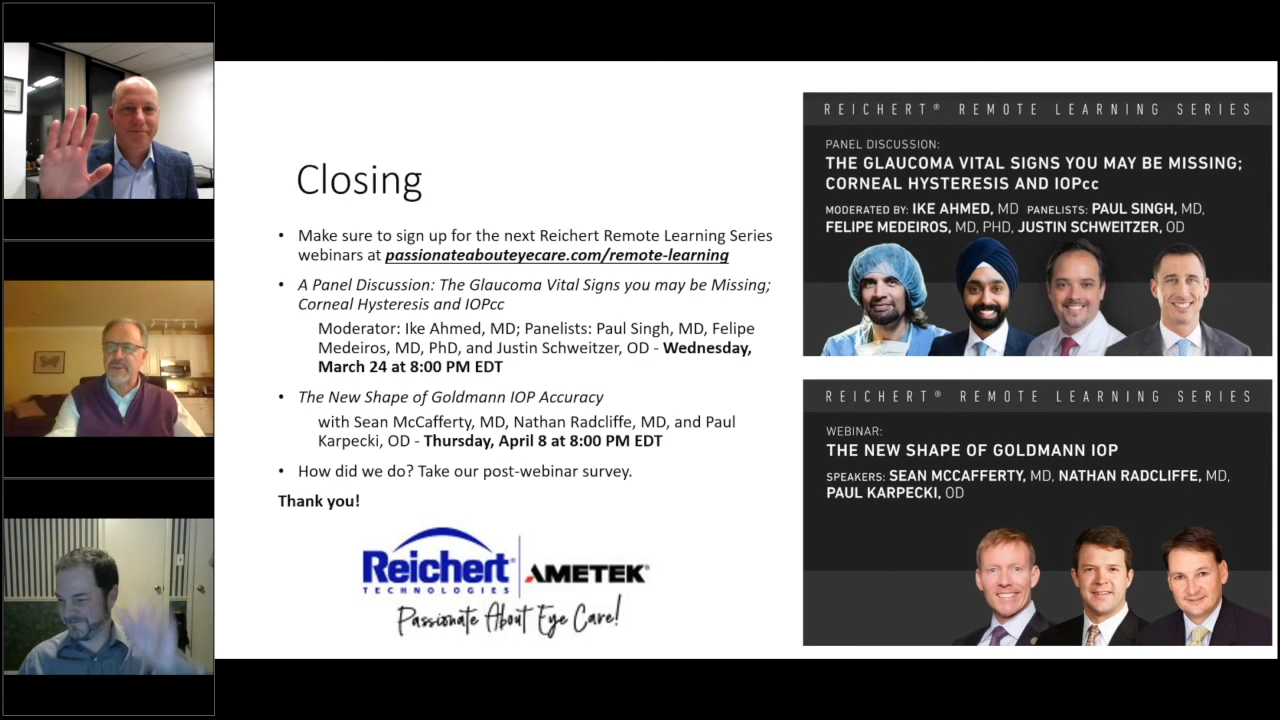 Closing
• Make sure to sign up for the next Reichert Remote Learning Series
webinars at passionateabouteyecare.com/remote-learning
• A Panel Discussion: The Glaucoma Vital Signs you may be Missing;
Corneal Hysteresis and IOPcc
Moderator: Ike Ahmed, MD; Panelists: Paul Singh, MD, Felipe
Medeiros, MD, PhD, and Justin Schweitzer, OD - Wednesday,
March 24 at 8:00 PM EDT
• The New Shape of Goldmann IOP Accuracy
with Sean McCafferty, MD, Nathan Radcliffe, MD, and Paul
Karpecki, OD - Thursday, April 8 at 8:00 PM EDT
• How did we do? Take our post-webinar survey.
Thank you!
Reichert®
TECHNOLOGIES
AMETEK®
Passionate About Eye Care!
REICHERT® REMOTE LEARNING SERIES
PANEL DISCUSSION:
THE GLAUCOMA VITAL SIGNS YOU MAY BE MISSING;
CORNEAL HYSTERESIS AND IOPcc
MODERATED BY: IKE AHMED, MD PANELISTS: PAUL SINGH, MD,
FELIPE MEDEIROS, MD, PHD, JUSTIN SCHWEITZER, OD
REICHERT® REMOTE LEARNING SERIES
WEBINAR:
THE NEW SHAPE OF GOLDMANN IOP
SPEAKERS: SEAN MCCAFFERTY, MD, NATHAN RADCLIFFE, MD,
PAUL KARPECKI, OD